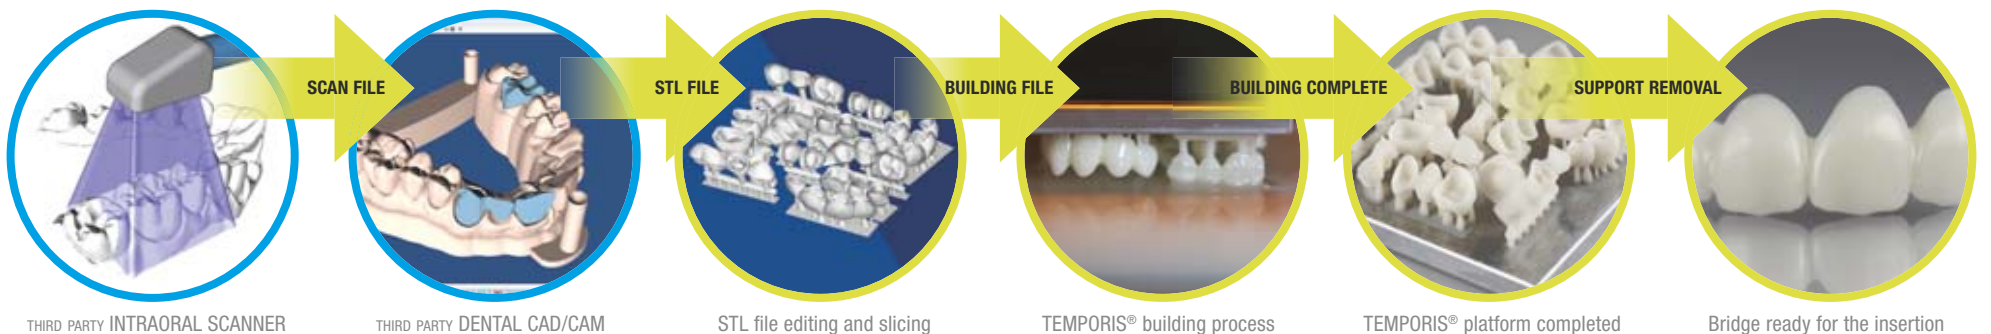 SCAN FILE
STL FILE
BUILDING FILE
BUILDING COMPLETE
SUPPORT REMOVAL
THIRD PARTY INTRAORAL SCANNER
THIRD PARTY DENTAL CAD/CAM
STL file editing and slicing
TEMPORIS® building process
TEMPORIS® platform completed
Bridge ready for the insertion